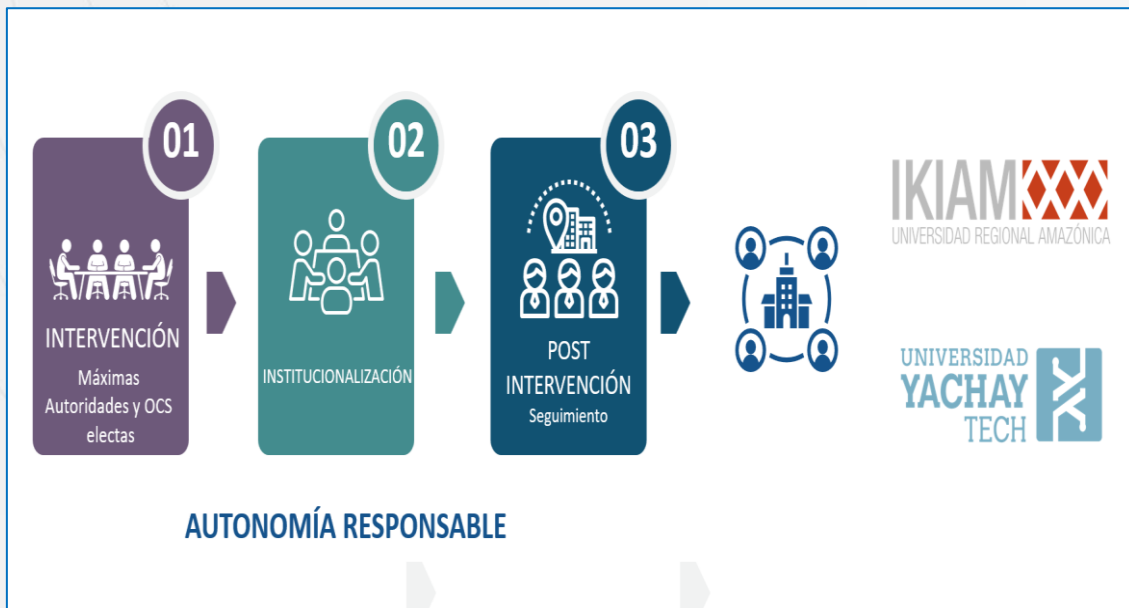 01
INTERVENCIÓN
Máximas
Autoridades y OCS
electas
02
INSTITUCIONALIZACIÓN
03
POST
INTERVENCIÓN
Seguimiento
IKIAM
UNIVERSIDAD REGIONAL AMAZÓNICA
UNIVERSIDAD
YACHAY
TECH
AUTONOMÍA RESPONSABLE